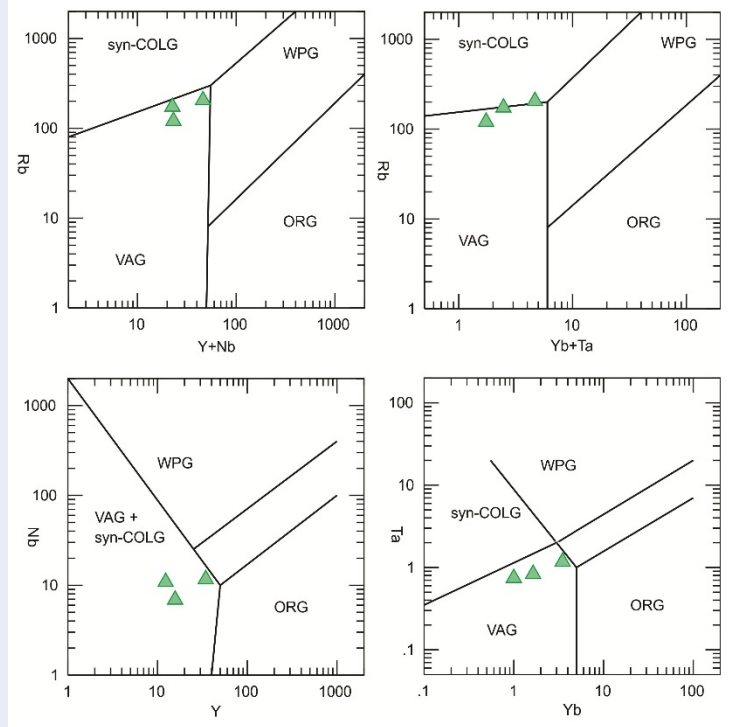 1000
100
10
1
Rb
syn-COLG
WPG
VAG
ORG
10
100
1000
Y+Nb
1000
100
10
1
Rb
syn-COLG
WPG
VAG
ORG
1
10
100
Yb+Ta
1000
100
10
1
Nb
WPG
VAG +
syn-COLG
ORG
1
10
100
1000
Y
100
10
1
.1
Ta
WPG
syn-COLG
VAG
ORG
.1
1
10
100
Yb